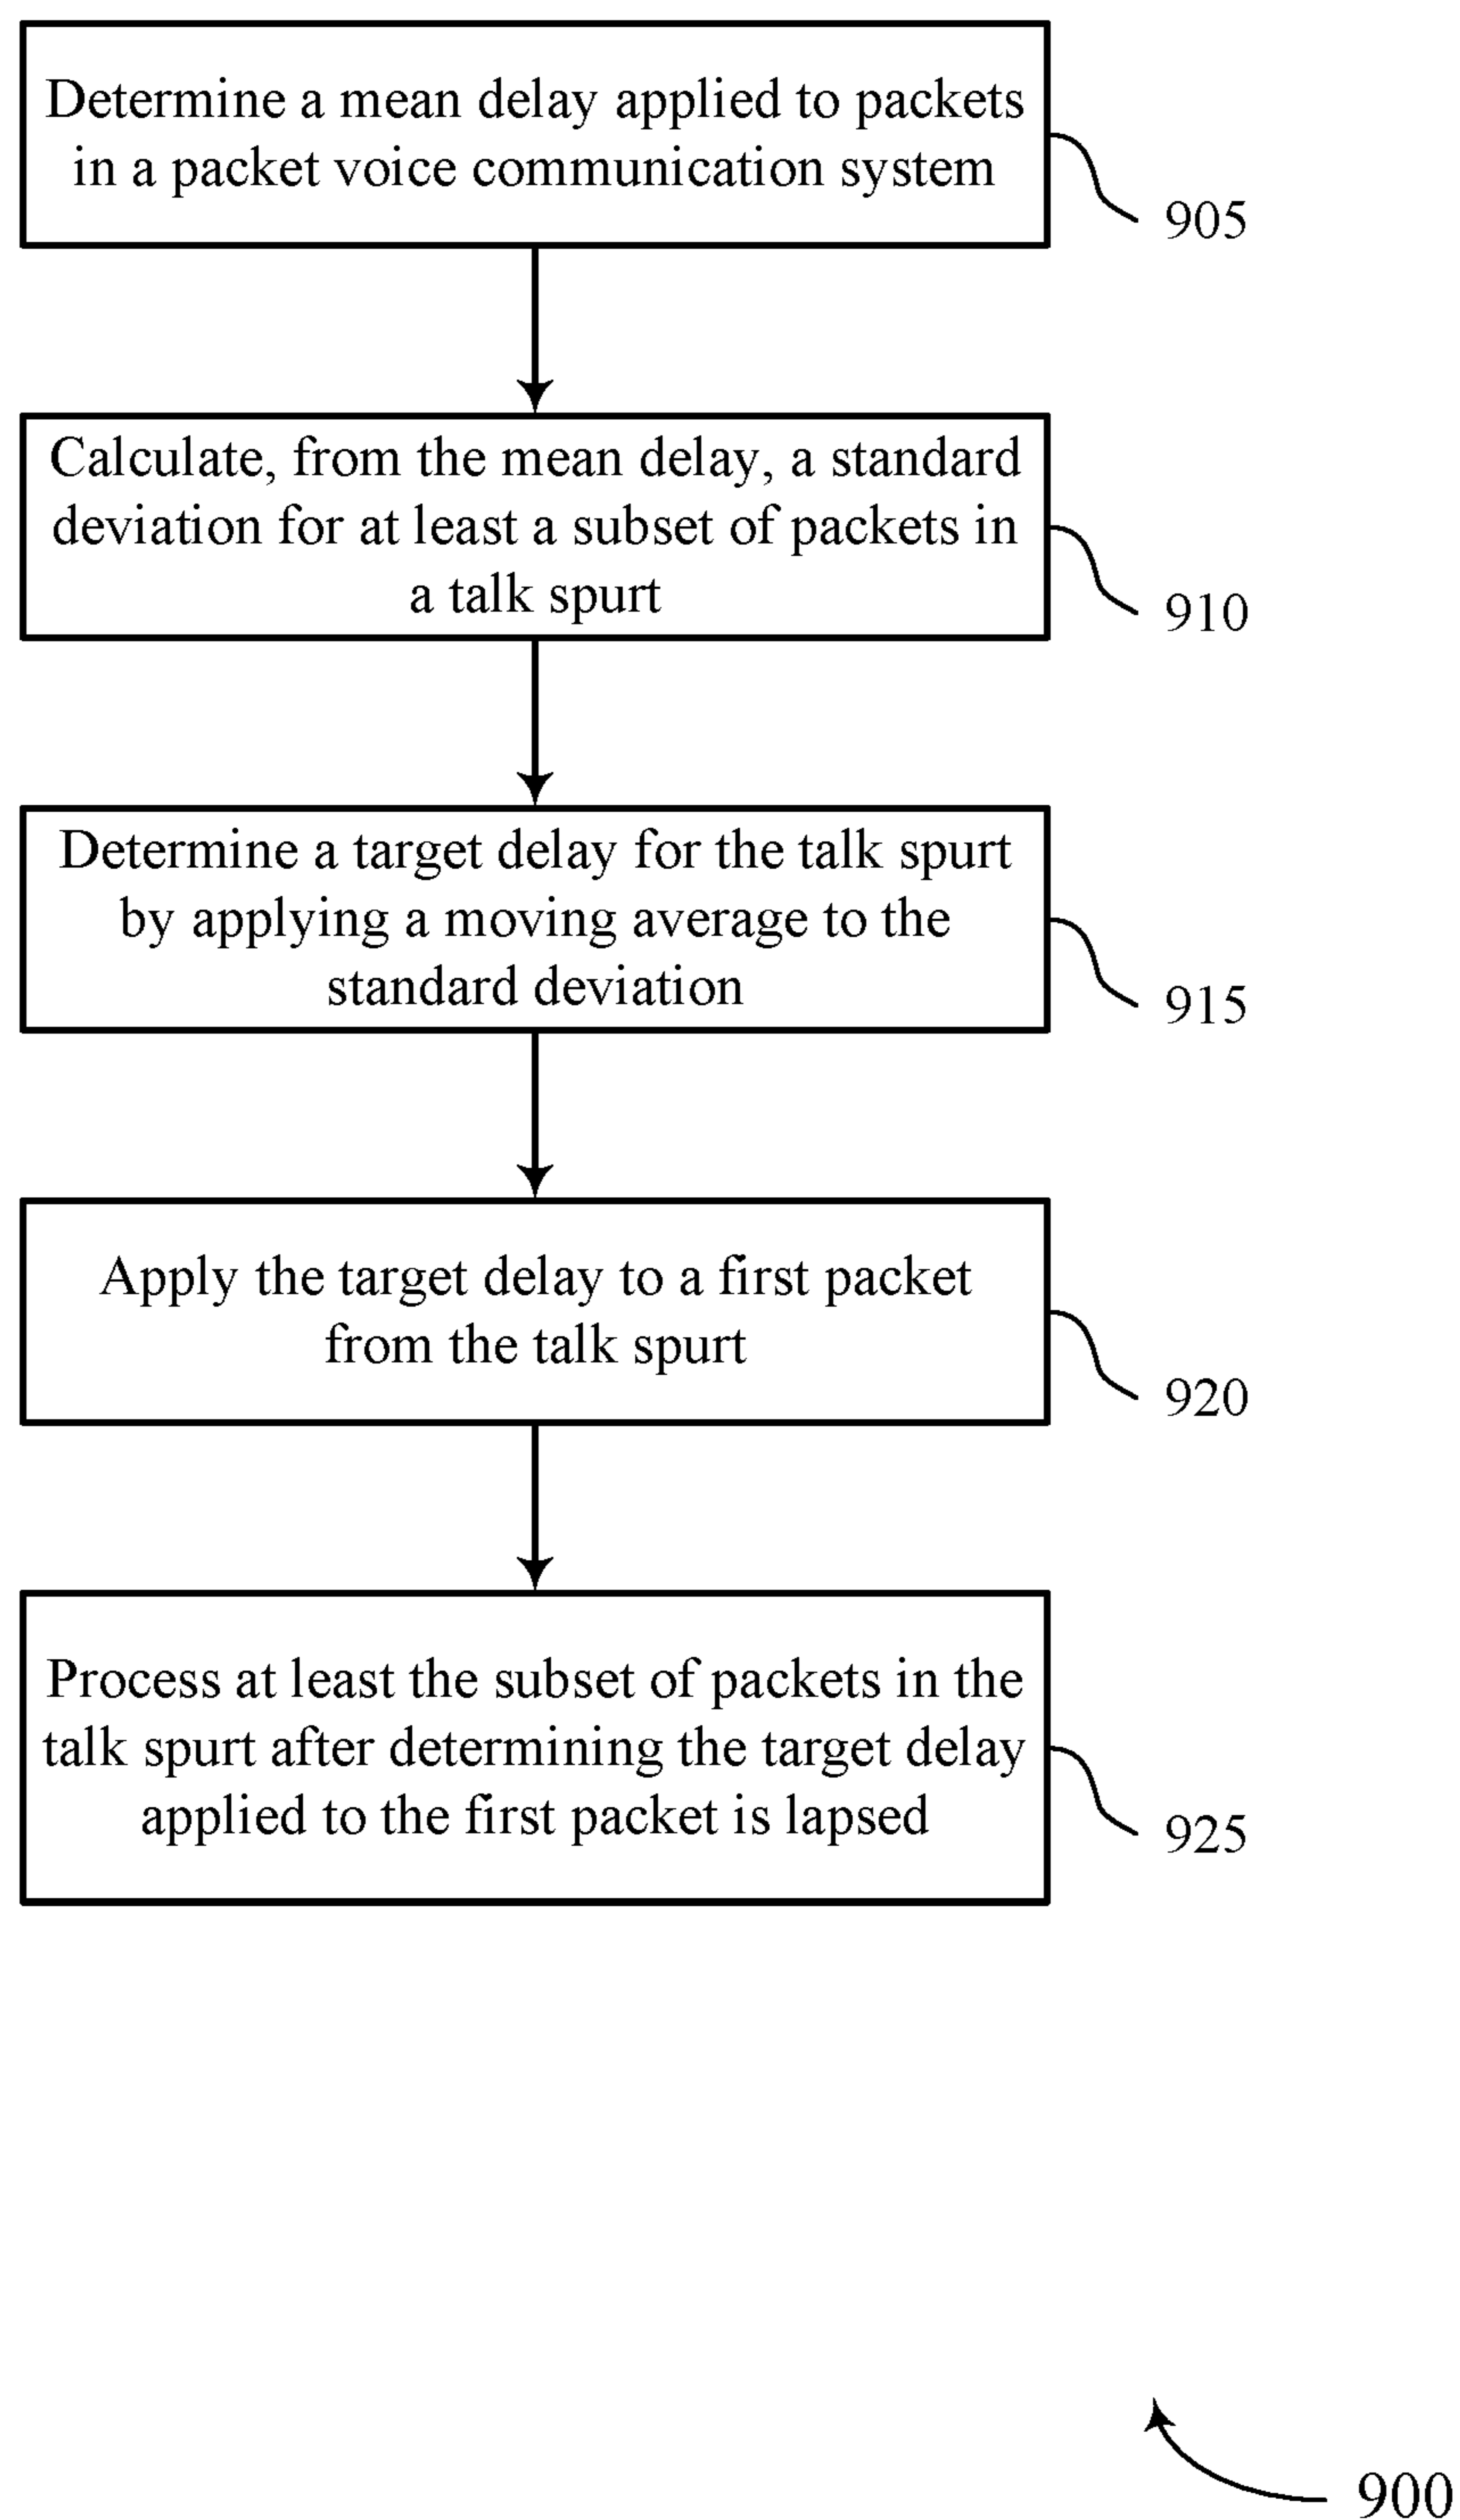 Determine a mean delay applied to packets
in a packet voice communication system
905
Calculate, from the mean delay, a standard
deviation for at least a subset of packets in
a talk spurt
910
Determine a target delay for the talk spurt
by applying a moving average to the
standard deviation
915
Apply the target delay to a first packet
from the talk spurt
920
Process at least the subset of packets in the
talk spurt after determining the target delay
applied to the first packet is lapsed
925
900